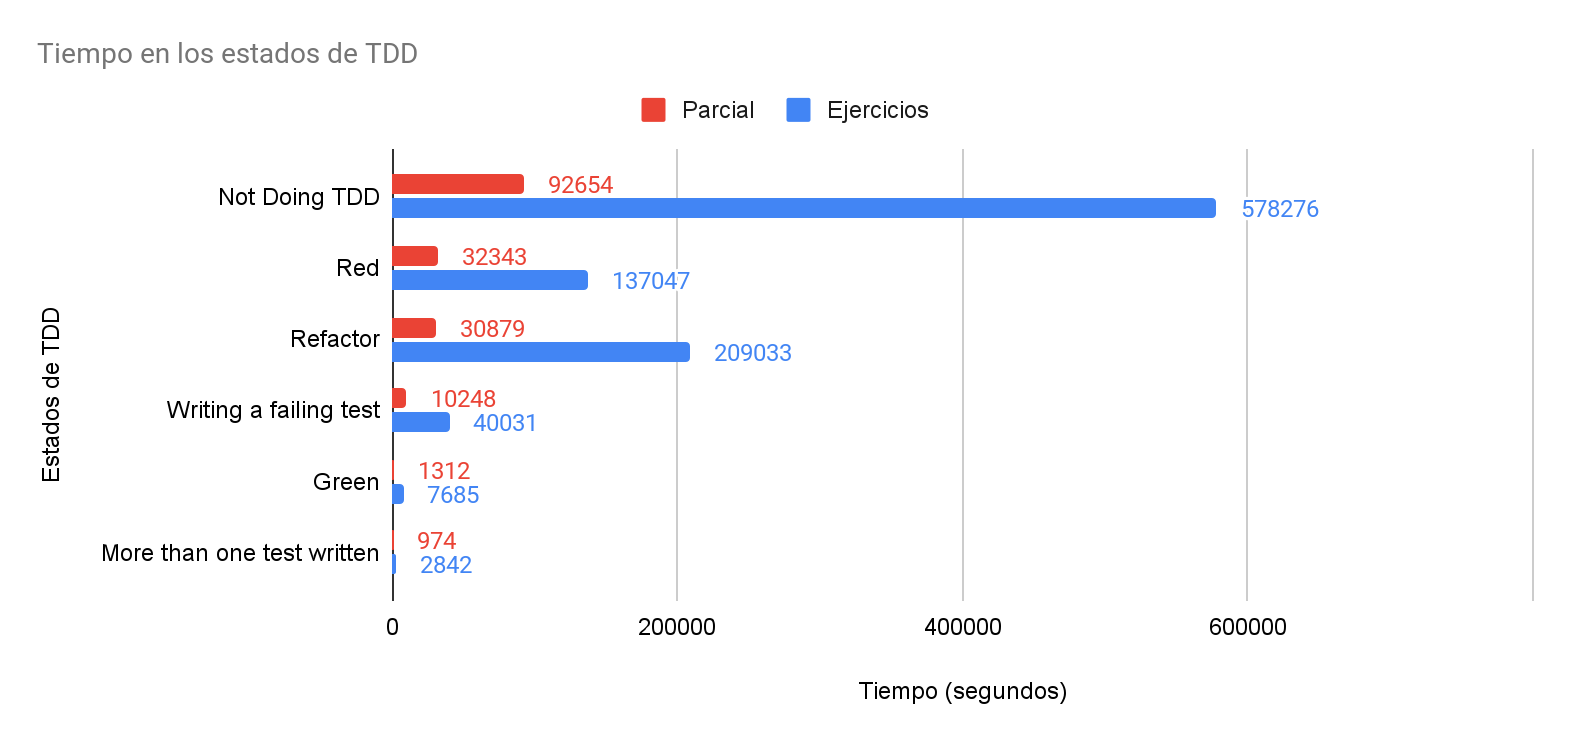 Tiempo en los estados de TDD
Parcial
Ejercicios
Estados de TDD
Not Doing TDD
92654
578276
Red
32343
137047
Refactor
30879
209033
Writing a failing test
10248
40031
Green
1312
7685
More than one test written
974
2842
0
200000
400000
600000
Tiempo (segundos)